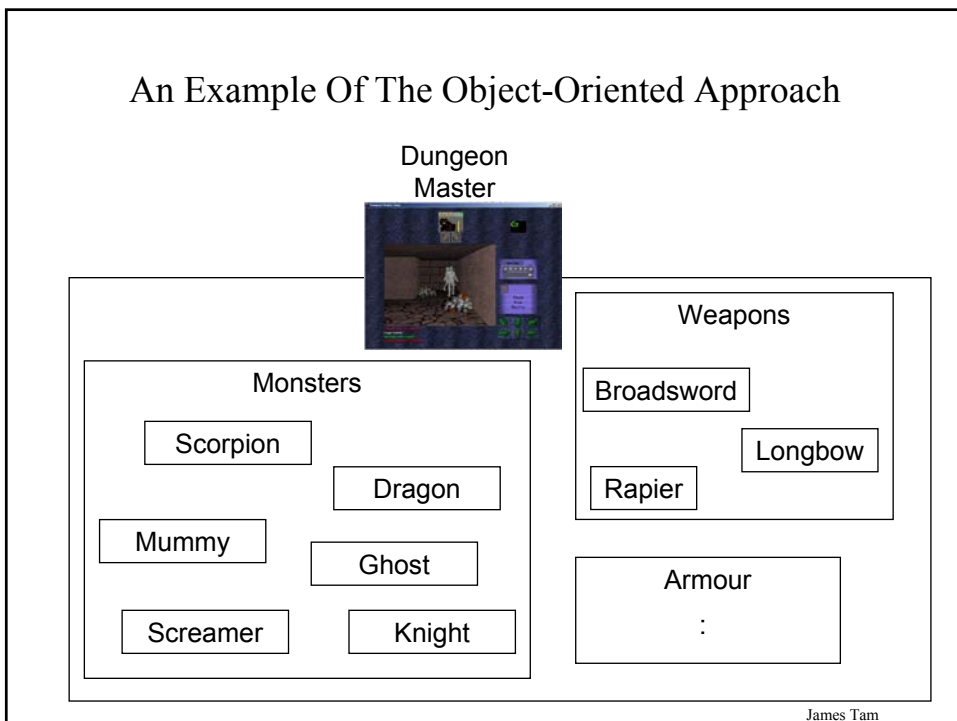 An Example Of The Object-Oriented Approach
Dungeon
Master
Monsters
Scorpion
Dragon
Mummy
Ghost
Screamer
Knight
Weapons
Broadsword
Longbow
Rapier
Armour
:
James Tam